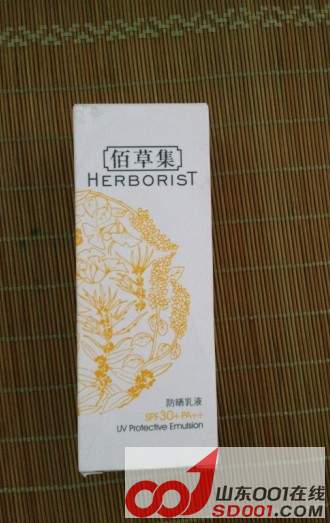 佰草集
HERBORIST
防晒乳液
SPF30+PA++
UV Protective Emulsion
001 山东001在线
SD001.COM